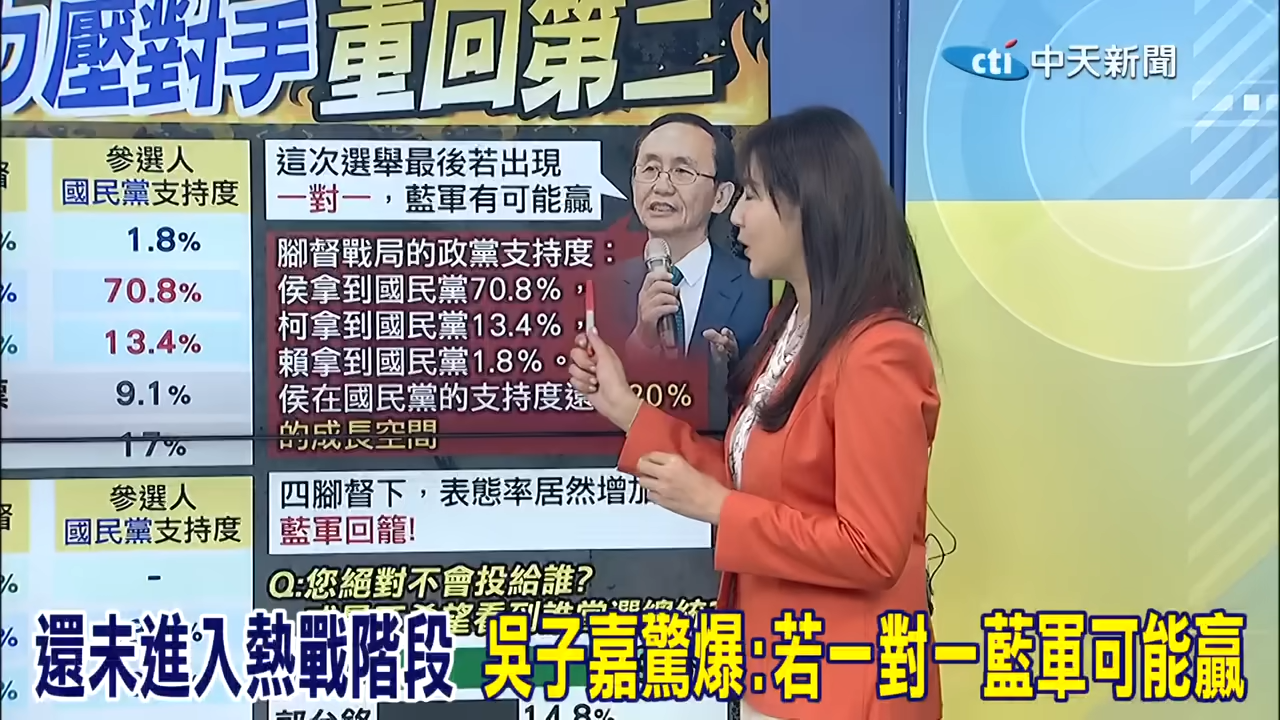 壓對手 重回第二
cti 中天新聞
參選人
國民黨支持度
1.8%
70.8%
13.4%
9.1%
17%
這次選舉最後若出現
一對一，藍軍有可能贏
腳督戰局的政黨支持度：
侯拿到國民黨70.8%，
柯拿到國民黨13.4%，
賴拿到國民黨1.8%。
侯在國民黨的支持度還 20%
的成長空間
參選人
國民黨支持度
-
四腳督下，表態率居然增加
藍軍回籠!
Q:您絕對不會投給誰?
14.8%
還未進入熱戰階段 吳子嘉驚爆:若一對一藍軍可能贏